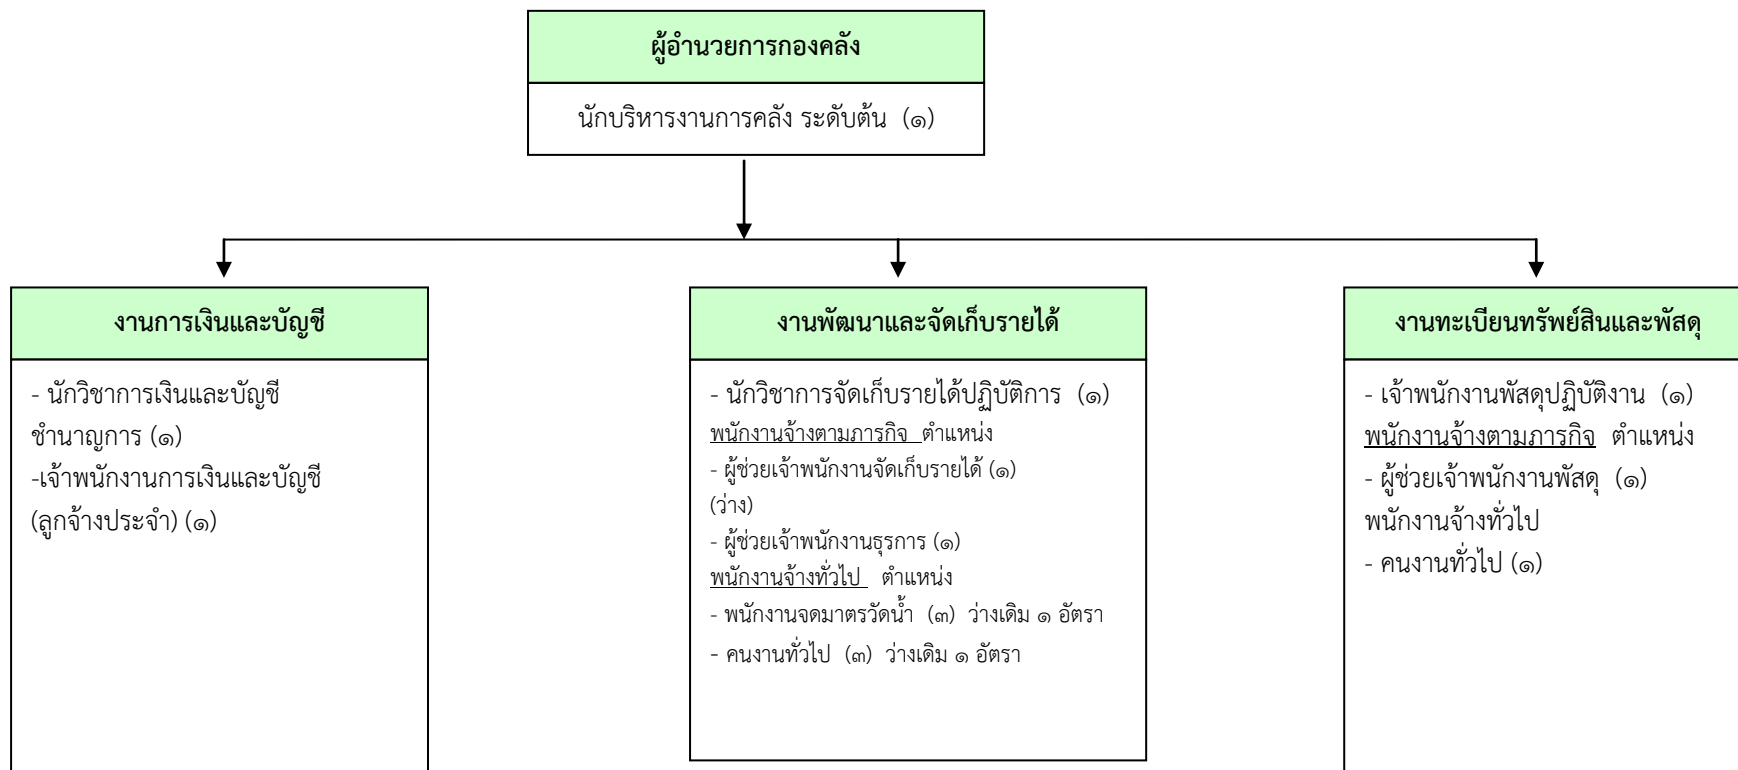 ผู้อำนวยการกองคลัง
นักบริหารงานการคลัง ระดับต้น (๑)
งานการเงินและบัญชี
- นักวิชาการเงินและบัญชี
ชำนาญการ (๑)
-เจ้าพนักงานการเงินและบัญชี
(ลูกจ้างประจำ) (๑)
งานพัฒนาและจัดเก็บรายได้
- นักวิชาการจัดเก็บรายได้ปฏิบัติการ (๑)
พนักงานจ้างตามภารกิจ ตำแหน่ง
- ผู้ช่วยเจ้าพนักงานจัดเก็บรายได้ (๑)
(ว่าง)
- ผู้ช่วยเจ้าพนักงานธุรการ (๑)
พนักงานจ้างทั่วไป ตำแหน่ง
- พนักงานจดมาตรวัดน้ำ (๓) ว่างเดิม ๑ อัตรา
- คนงานทั่วไป (๓) ว่างเดิม ๑ อัตรา
งานทะเบียนทรัพย์สินและพัสดุ
- เจ้าพนักงานพัสดุปฏิบัติงาน (๑)
พนักงานจ้างตามภารกิจ ตำแหน่ง
- ผู้ช่วยเจ้าพนักงานพัสดุ (๑)
พนักงานจ้างทั่วไป
- คนงานทั่วไป (๑)